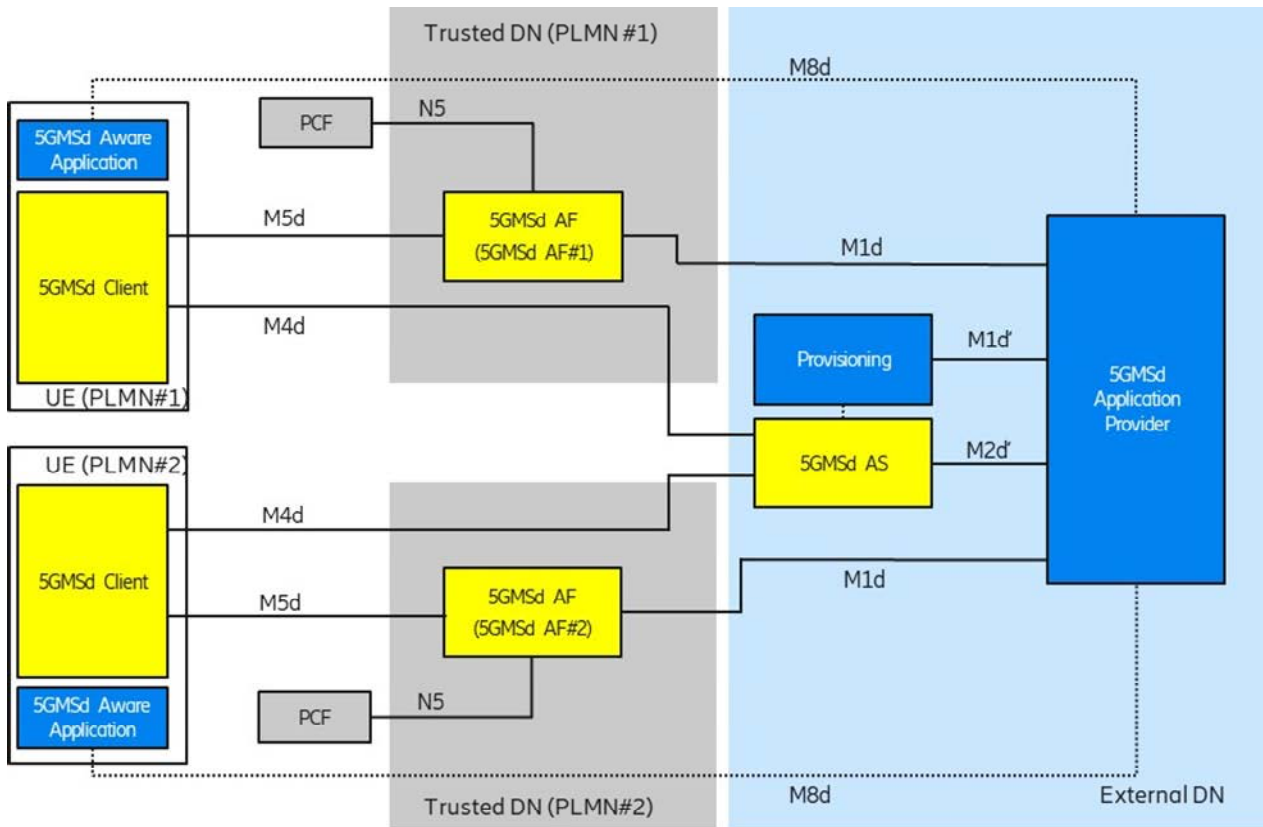 Trusted DN (PLMN #1)
M8d
N5
PCF
5GMSd Aware
Application
M5d
5GMSd AF
(5GMSd AF#1)
M1d
5GMSd Client
M4d
Provisioning
M1d'
5GMSd
Application
Provider
UE (PLMN#1)
UE (PLMN#2)
5GMSd AS
M2d'
M4d
5GMSd Client
5GMSd AF
(5GMSd AF#2)
M1d
M5d
N5
PCF
5GMSd Aware
Application
M8d
External DN
Trusted DN (PLMN#2)